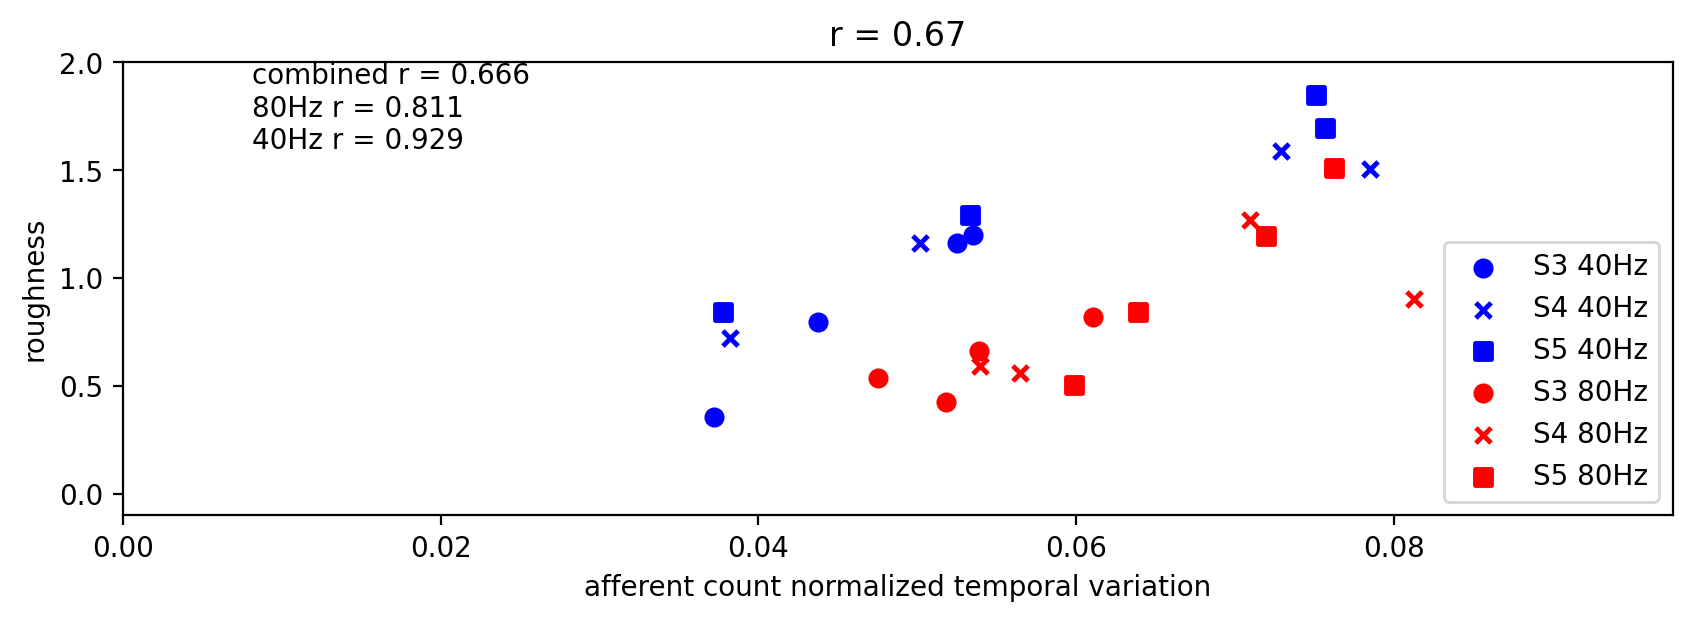 r = 0.67
combined r = 0.666
80Hz r = 0.811
40Hz r = 0.929
2.0
1.5
1.0
0.5
0.0
roughness
S3 40Hz
S4 40Hz
S5 40Hz
S3 80Hz
S4 80Hz
S5 80Hz
0.00 0.02 0.04 0.06 0.08
afferent count normalized temporal variation